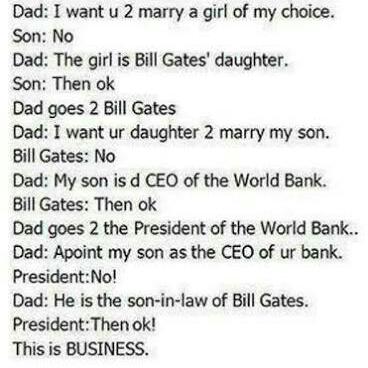 Dad: I want u 2 marry a girl of my choice.
Son: No
Dad: The girl is Bill Gates' daughter.
Son: Then ok
Dad goes 2 Bill Gates
Dad: I want ur daughter 2 marry my son.
Bill Gates: No
Dad: My son is d CEO of the World Bank.
Bill Gates: Then ok
Dad goes 2 the President of the World Bank..
Dad: Apoint my son as the CEO of ur bank.
President:No!
Dad: He is the son-in-law of Bill Gates.
President:Then ok!
This is BUSINESS.